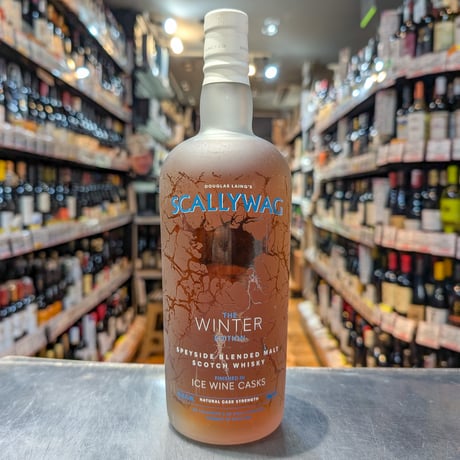 DOUGLAS LAING'S
SCALLYWAG
THE
WINTER
EDITION
SPEYSIDE BLENDED MALT
SCOTCH WHISKY
FINISHED IN
ICE WINE CASKS
NATURAL CASK STRENGTH